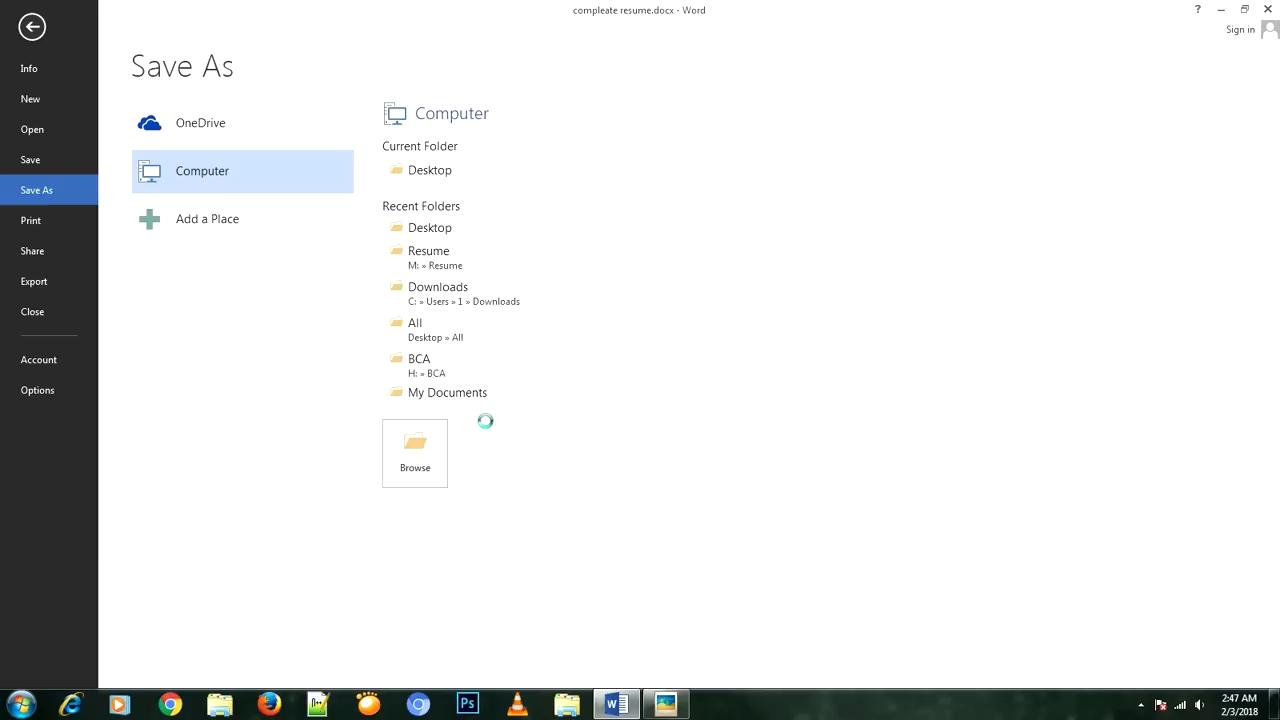 compleate resume.docx - Word
?
Sign in
Info
New
Open
Save
Save As
Print
Share
Export
Close
Account
Options
Save As
OneDrive
Computer
Add a Place
Computer
Current Folder
Desktop
Recent Folders
Desktop
Resume
M: » Resume
Downloads
C: » Users » 1 » Downloads
All
Desktop » All
BCA
H: » BCA
My Documents
Browse
Ps
W
2:47 AM
2/3/2018